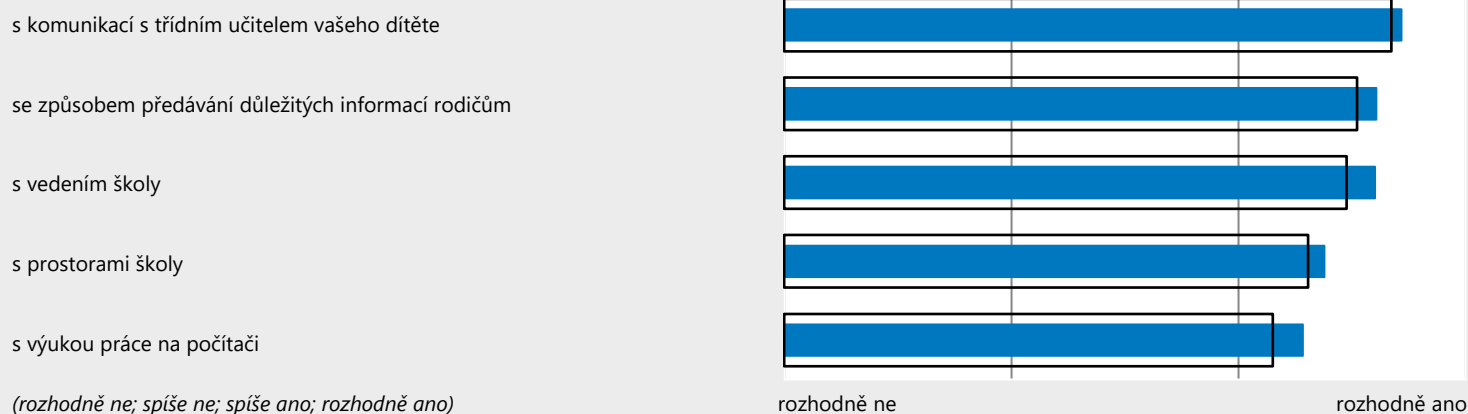 s komunikací s třídním učitelem vašeho dítěte
se způsobem předávání důležitých informací rodičům
s vedením školy
s prostorami školy
s výukou práce na počítači
(rozhodně ne; spíše ne; spíše ano; rozhodně ano)
rozhodně ne
rozhodně ano